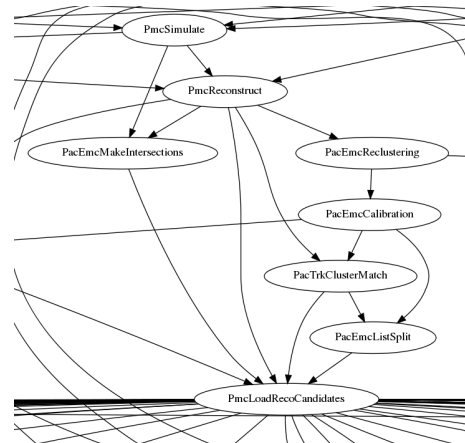 PmcSimulate
PmcReconstruct
PacEmcMakeIntersections
PacEmcReclustering
PacEmcCalibration
PacTrkClusterMatch
PacEmcListSplit
PmcLoadRecoCandidates